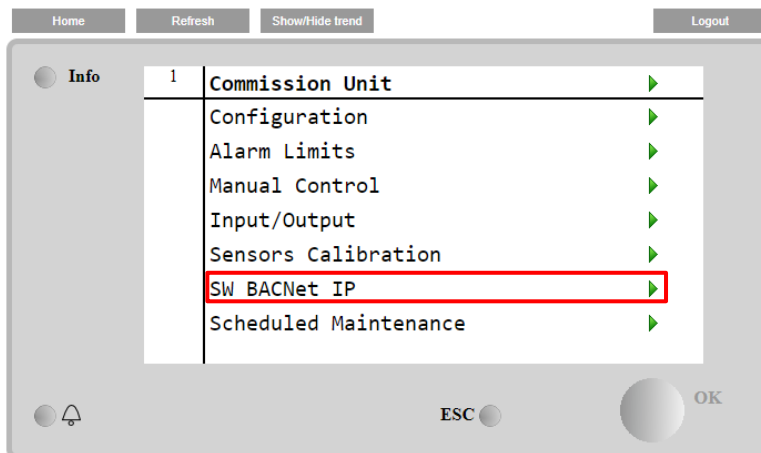 Home Refresh Show/Hide trend Logout
Info 1 Commission Unit
Configuration
Alarm Limits
Manual Control
Input/Output
Sensors Calibration
SW BACNet IP
Scheduled Maintenance
ESC OK